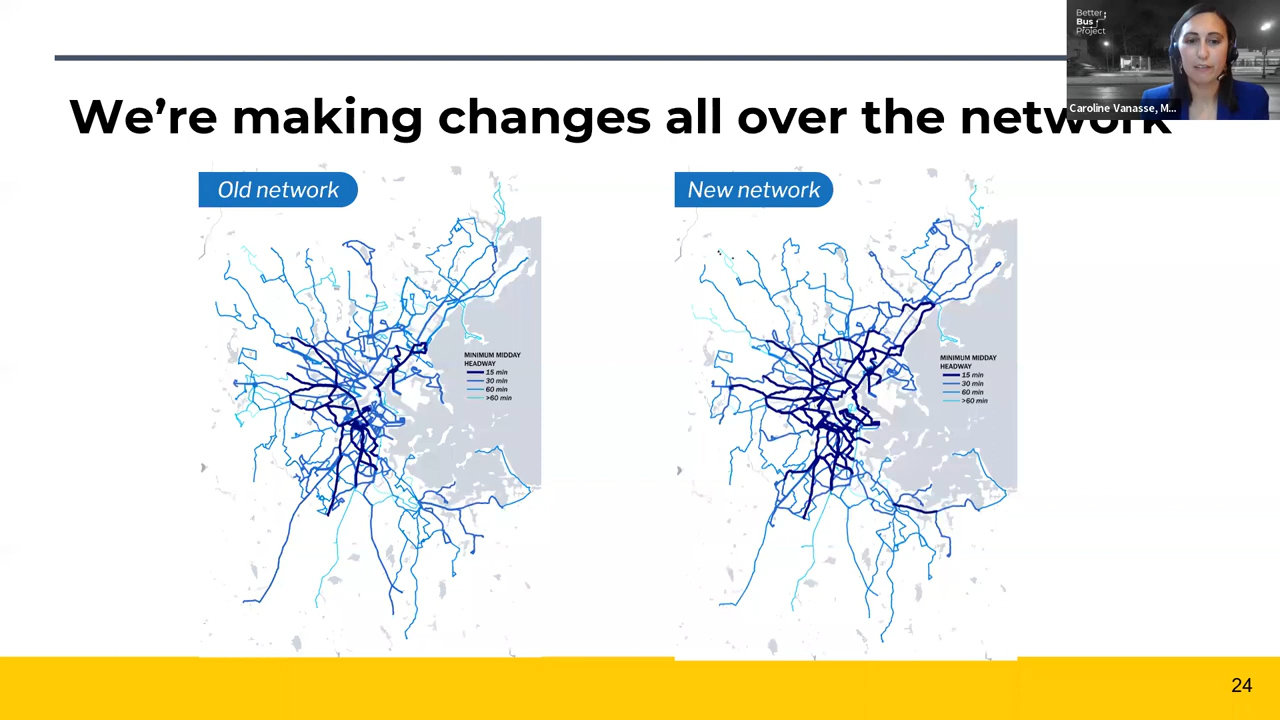 Better
Bus
Project
Caroline Vanasse, M...
We're making changes all over the network
Old network
New network
MINIMUM MIDDAY
HEADWAY
15 min
30 min
60 min
>60 min
MINIMUM MIDDAY
HEADWAY
15 min
30 min
60 min
>60 min
24